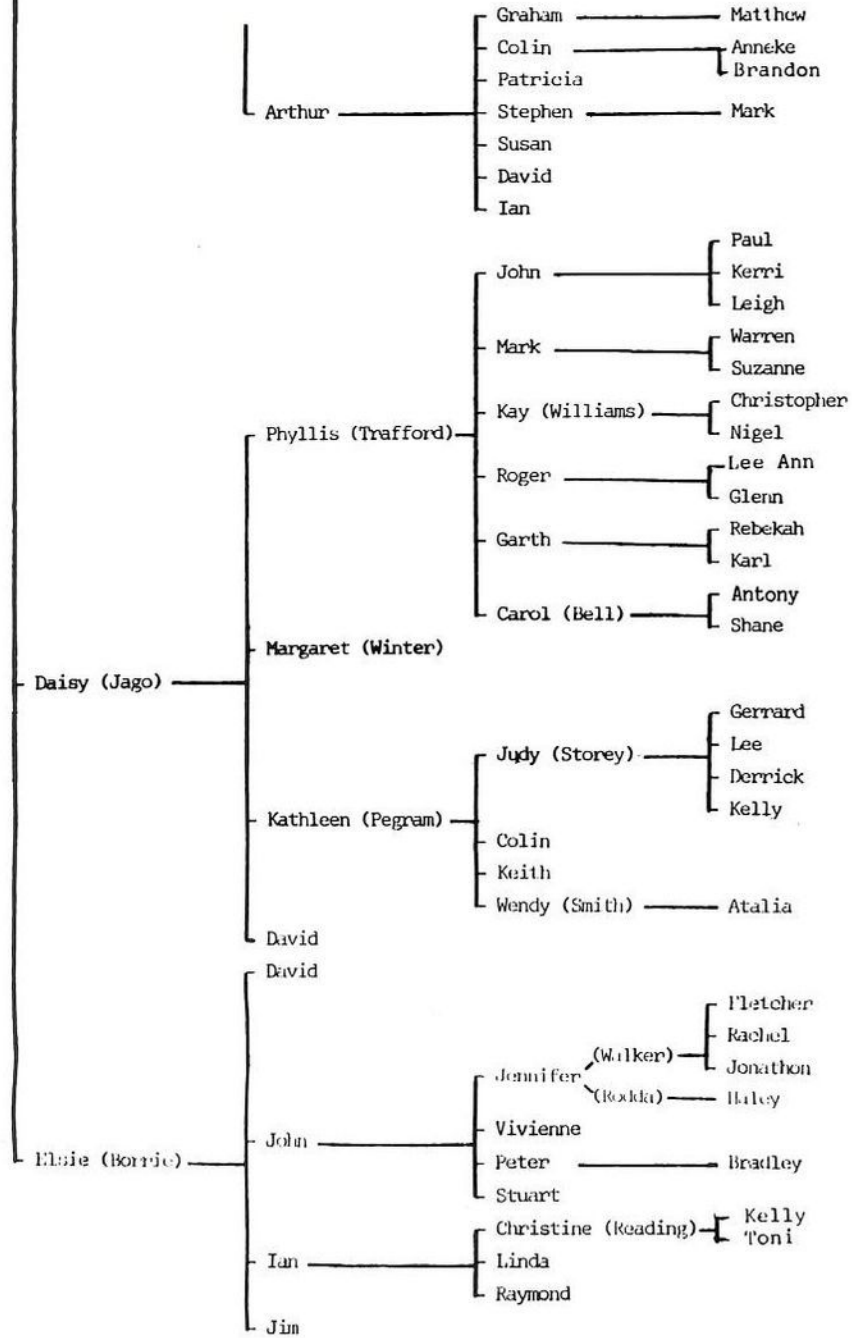 Graham Matthew
Colin Anneke
Brandon
Patricia
Arthur Stephen Mark
Susan
David
Ian
Paul
John Kerri
Leigh
Warren
Mark
Suzanne
Christopher
Kay (Williams)
Nigel
Phyllis (Trafford)
Lee Ann
Roger
Glenn
Rebekah
Garth
Karl
Antony
Carol (Bell)
Shane
Margaret (Winter)
Daisy (Jago)
Gerrard
Judy (Storey) Lee
Derrick
Kathleen (Pegram) Kelly
Colin
Keith
Wendy (Smith) Atalia
David
David
Fletcher
(Walker) Rachel
Jennifer Jonathon
(Rodda) Haley
Vivienne
John
Elsie (Borrie) Peter Bradley
Stuart
Christine (Reading) Kelly
Toni
Ian Linda
Raymond
Jim